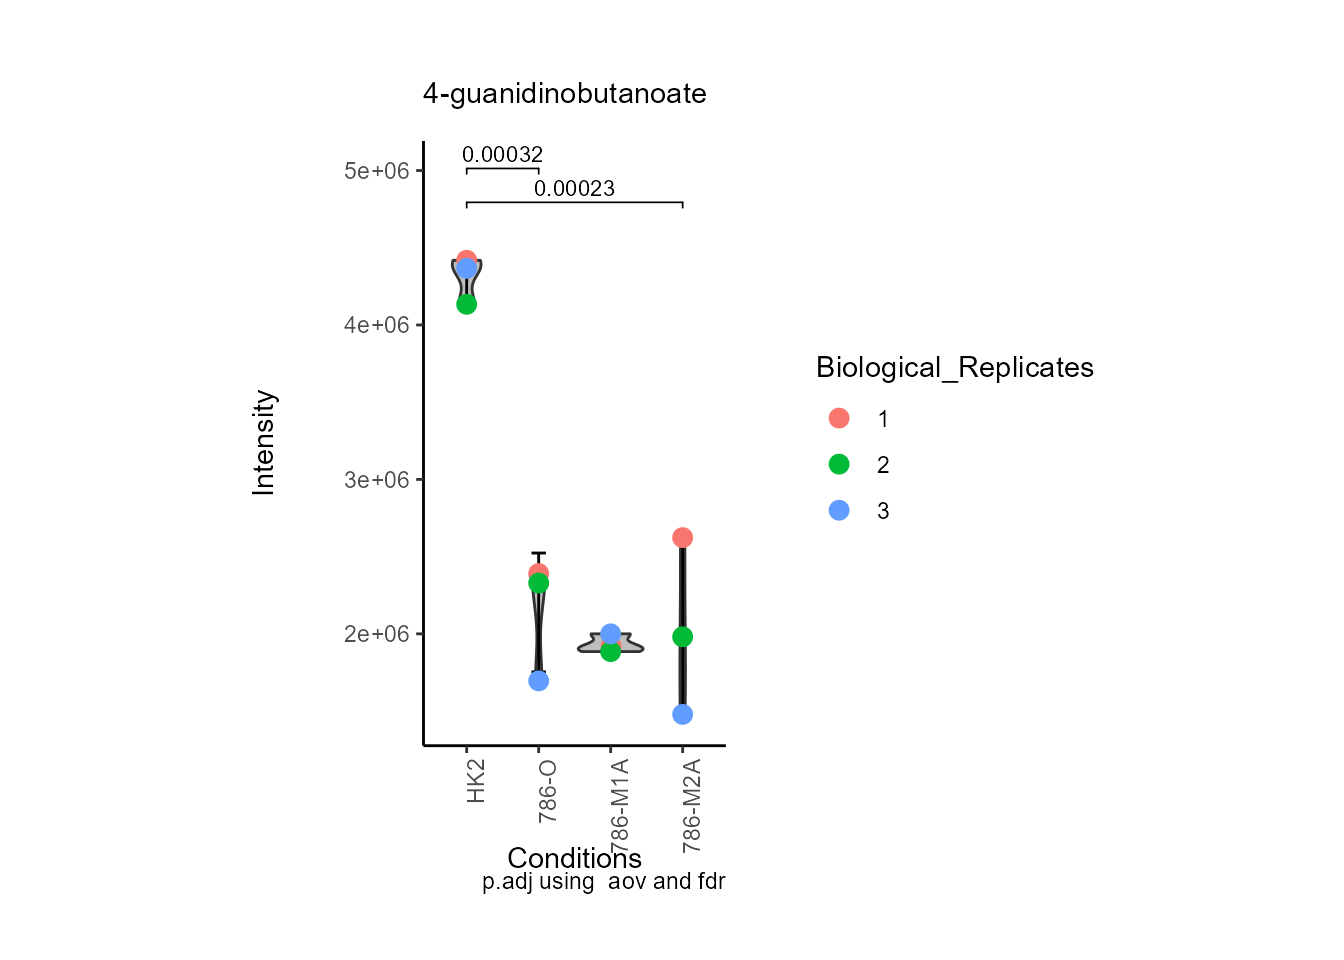 4-guanidinobutanoate
0.00032
0.00023
5e+06
4e+06
3e+06
2e+06
Intensity
HK2
786-O
786-M1A
786-M2A
Conditions
p.adj using  aov and fdr
Biological_Replicates
1
2
3